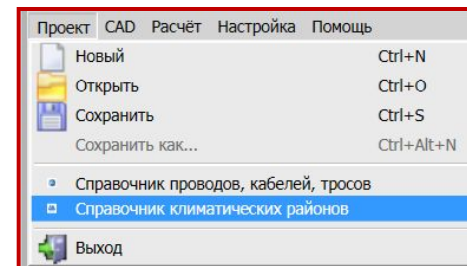 Проект CAD Расчёт Настройка Помощь
Новый Ctrl+N
Открыть Ctrl+O
Сохранить Ctrl+S
Сохранить как... Ctrl+Alt+N
Справочник проводов, кабелей, тросов
Справочник климатических районов
Выход